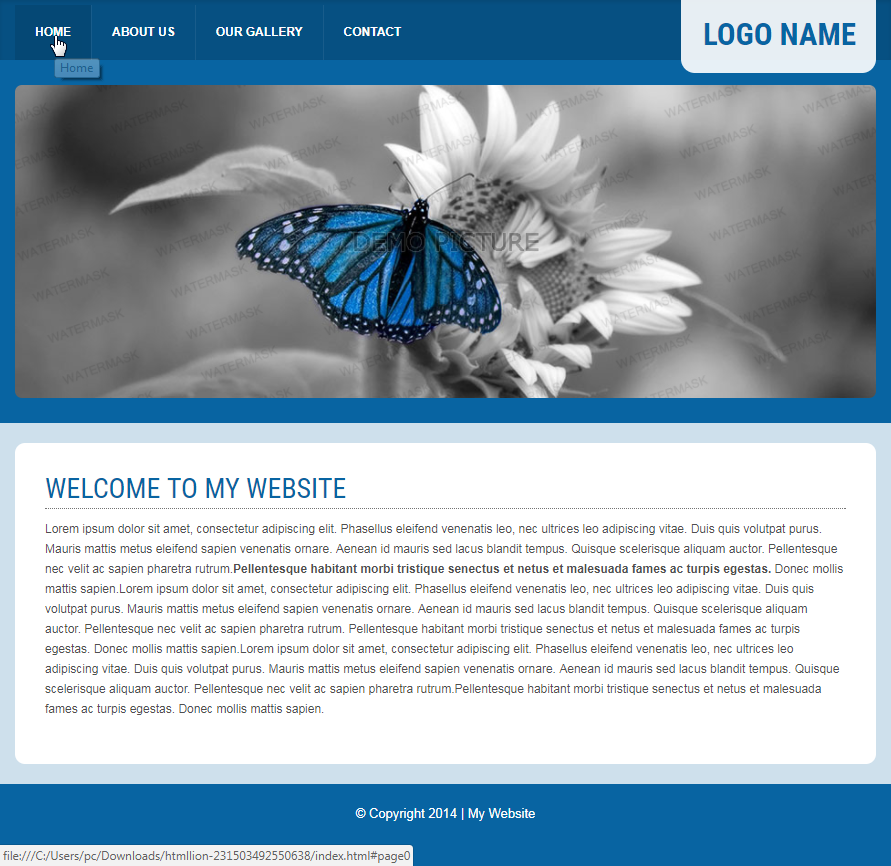 HOME
ABOUT US
OUR GALLERY
CONTACT
LOGO NAME
Home
WATERMASK WATERMASK WATERMASK WATERMASK WATERMASK WATERMASK
DEMO PICTURE
WELCOME TO MY WEBSITE
Lorem ipsum dolor sit amet, consectetur adipiscing elit. Phasellus eleifend venenatis leo, nec ultrices leo adipiscing vitae. Duis quis volutpat purus.
Mauris mattis metus eleifend sapien venenatis ornare. Aenean id mauris sed lacus blandit tempus. Quisque scelerisque aliquam auctor. Pellentesque
nec velit ac sapien pharetra rutrum.Pellentesque habitant morbi tristique senectus et netus et malesuada fames ac turpis egestas. Donec mollis
mattis sapien.Lorem ipsum dolor sit amet, consectetur adipiscing elit. Phasellus eleifend venenatis leo, nec ultrices leo adipiscing vitae. Duis quis
volutpat purus. Mauris mattis metus eleifend sapien venenatis ornare. Aenean id mauris sed lacus blandit tempus. Quisque scelerisque aliquam
auctor. Pellentesque nec velit ac sapien pharetra rutrum. Pellentesque habitant morbi tristique senectus et netus et malesuada fames ac turpis
egestas. Donec mollis mattis sapien.Lorem ipsum dolor sit amet, consectetur adipiscing elit. Phasellus eleifend venenatis leo, nec ultrices leo
adipiscing vitae. Duis quis volutpat purus. Mauris mattis metus eleifend sapien venenatis ornare. Aenean id mauris sed lacus blandit tempus. Quisque
scelerisque aliquam auctor. Pellentesque nec velit ac sapien pharetra rutrum.Pellentesque habitant morbi tristique senectus et netus et malesuada
fames ac turpis egestas. Donec mollis mattis sapien.
© Copyright 2014 | My Website
file:///C:/Users/pc/Downloads/htmllion-231503492550638/index.html#page0